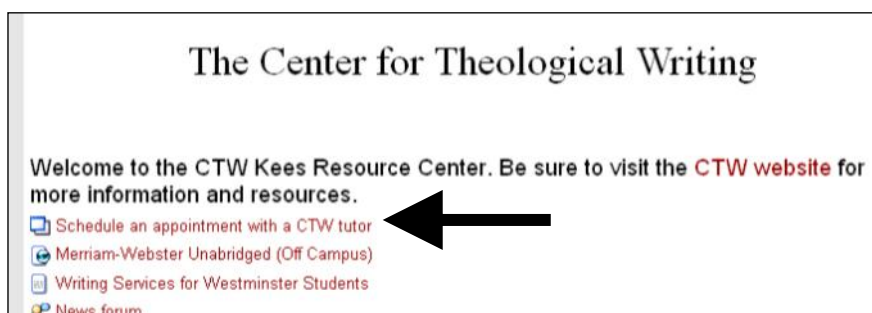 The Center for Theological Writing
Welcome to the CTW Kees Resource Center. Be sure to visit the CTW website for
more information and resources.
Schedule an appointment with a CTW tutor
Merriam-Webster Unabridged (Off Campus)
Writing Services for Westminster Students
News forum